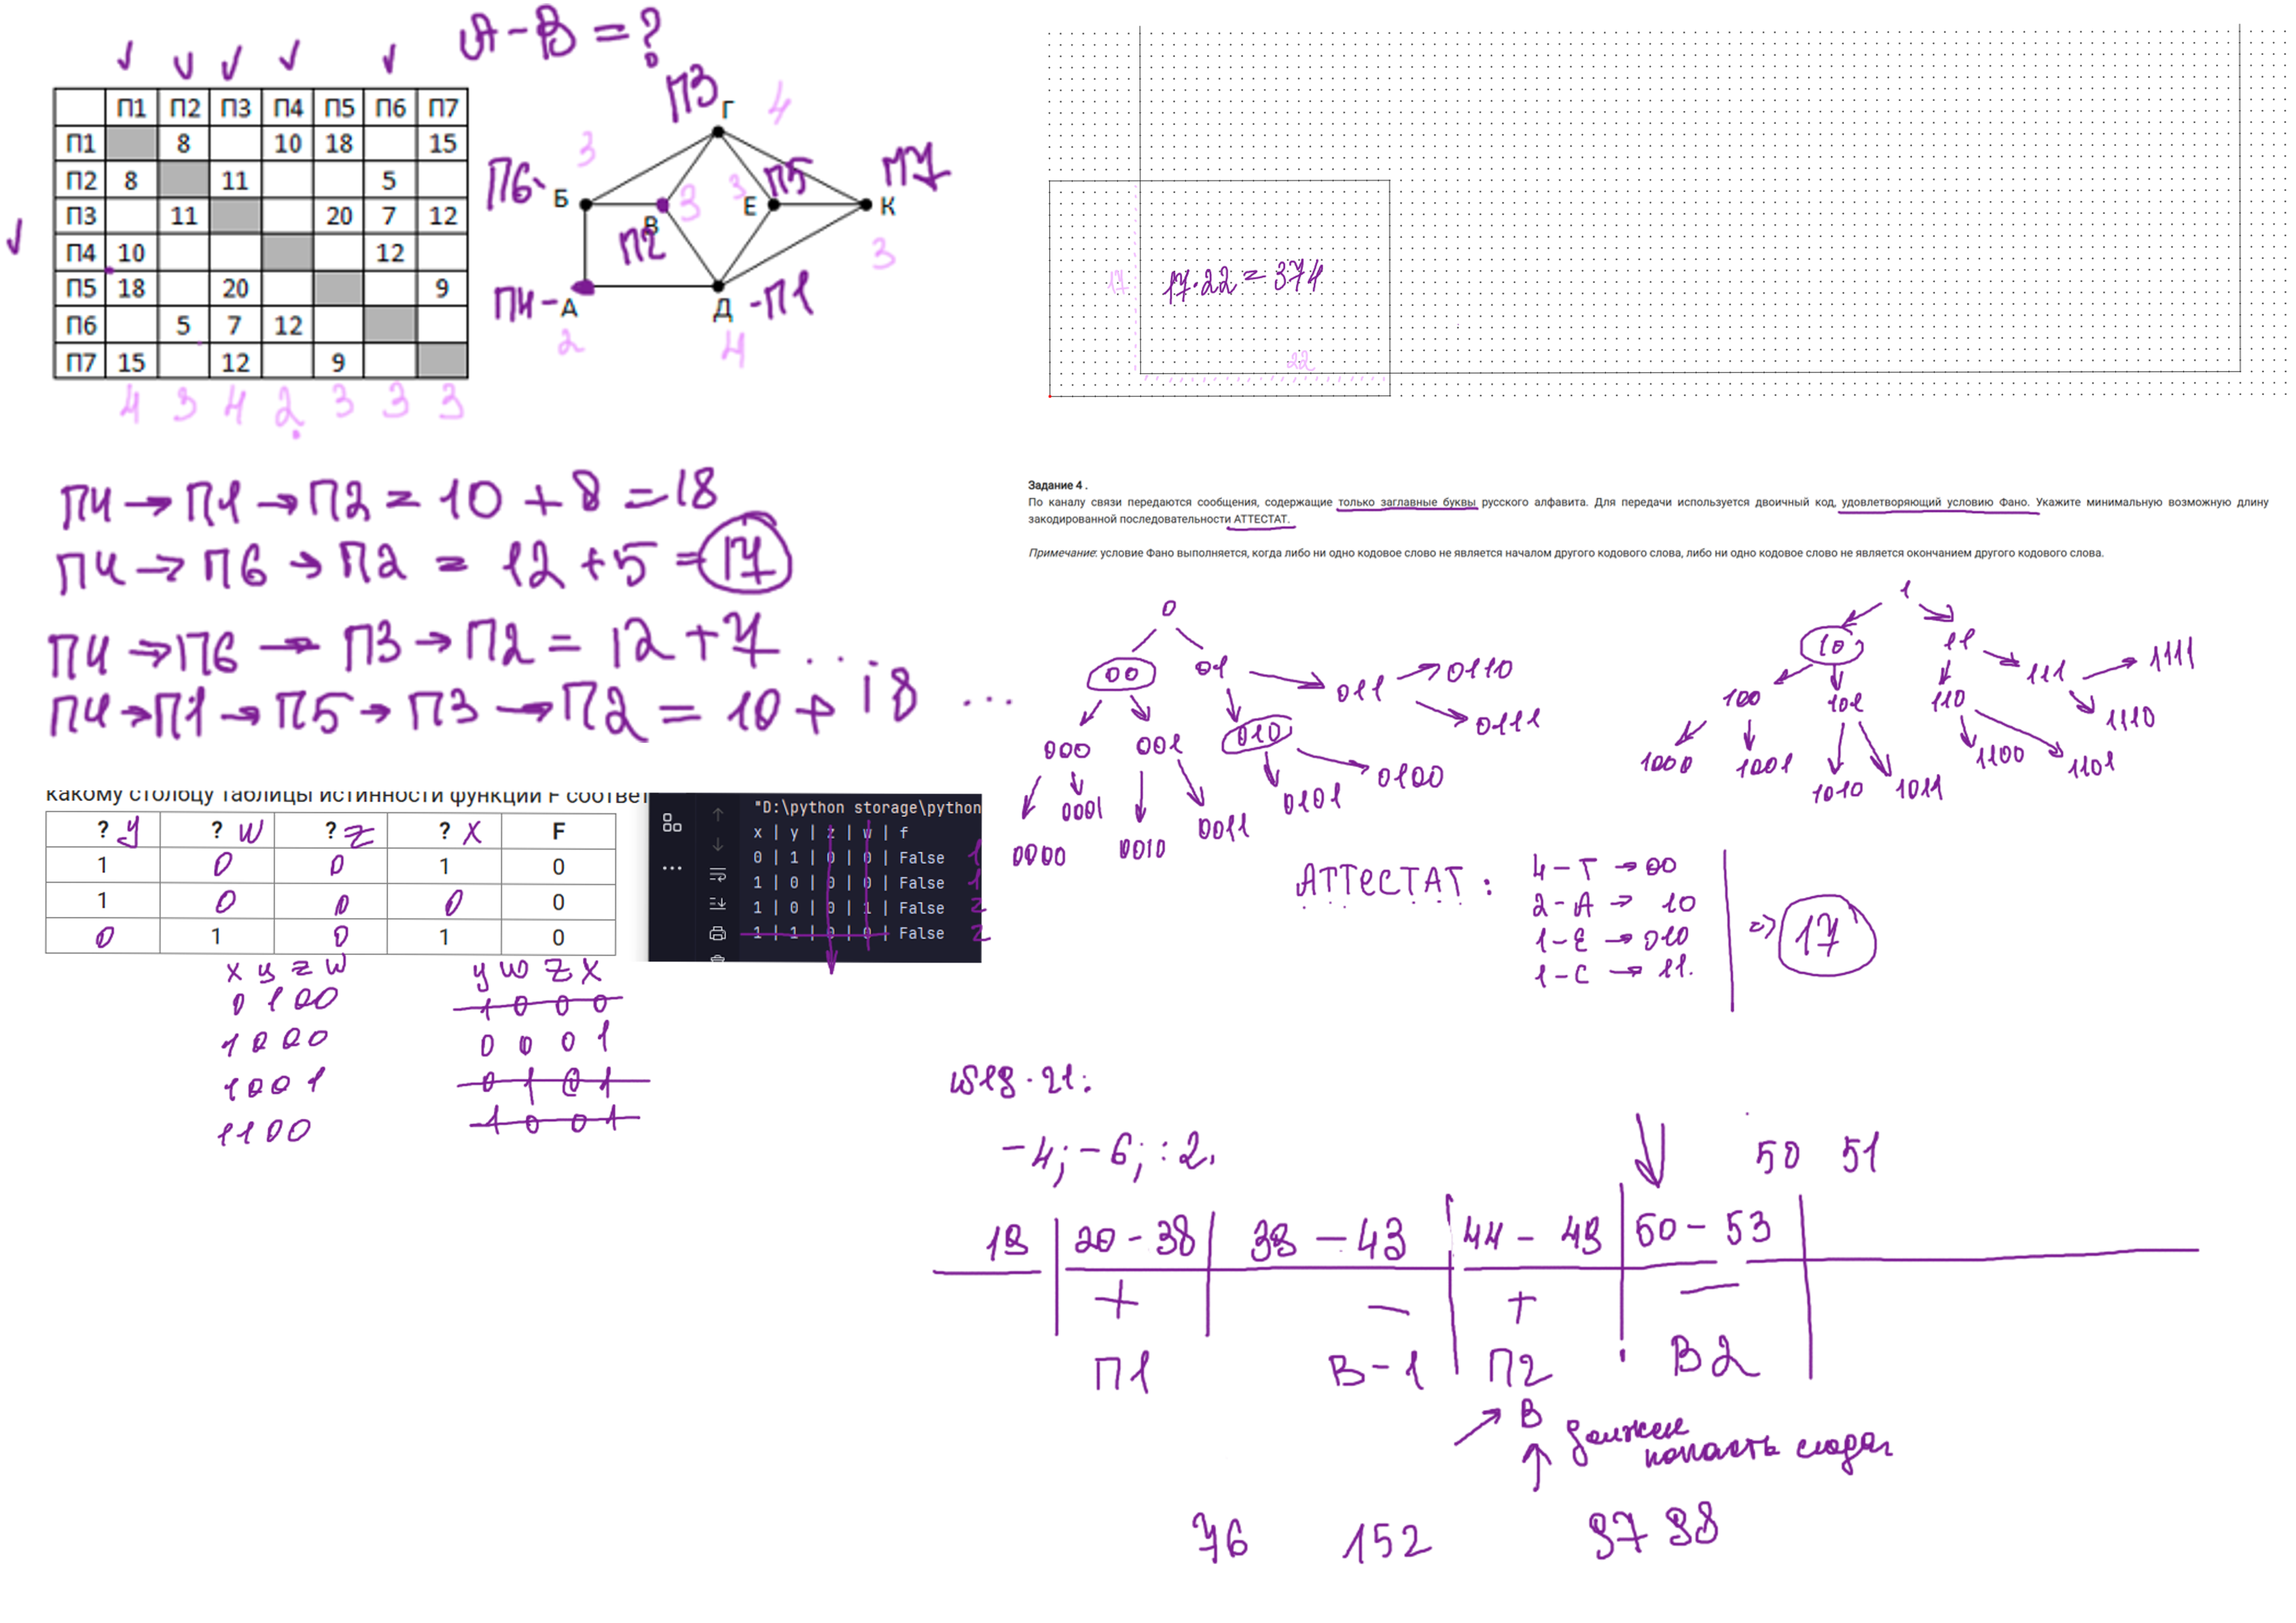 А-В=?
П1 П2 П3 П4 П5 П6 П7
П1 8 10 18 15
П2 8 11 5
П3 11 20 7 12
П4 10 12
П5 18 20 9
П6 5 7 12
П7 15 12 9
4 3 4 2 3 3 3
П3 Г 4
3
П6 Б В 3 3 П5 Е К П7
П2 3
П4 - А Д - П1
2 4
П4 → П1 → П2 = 10 + 8 = 18
П4 → П6 → П2 = 12 + 5 = 17
П4 → П6 → П3 → П2 = 12 + 7 ...
П4 → П1 → П5 → П3 → П2 = 10 + 18 ...
17 17·22 = 374
22
Задание 4 .
По каналу связи передаются сообщения, содержащие только заглавные буквы русского алфавита. Для передачи используется двоичный код, удовлетворяющий условию Фано. Укажите минимальную возможную длину
закодированной последовательности АТТЕСТАТ.
Примечание: условие Фано выполняется, когда либо ни одно кодовое слово не является началом другого кодового слова, либо ни одно кодовое слово не является окончанием другого кодового слова.
0
00 01
000 001 010 011 0110 0111
0000 0001 0010 0011 0101 0100
1
10 11
100 101 110 111 1111 1110
1000 1001 1010 1011 1100 1101
АТТЕСТАТ :
4 - Т → 00
2 - А → 10
1 - Е → 010
1 - С → 11.
=> 17
какому столбцу таблицы истинности функции F соответ
? y ? w ? z ? x F
1 0 0 1 0
1 0 0 0 0
0 1 0 1 0
"D:\python storage\python
x | y | z | w | f
0 | 1 | 0 | 0 | False 1
1 | 0 | 0 | 0 | False 1
1 | 0 | 0 | 1 | False 2
1 | 1 | 0 | 0 | False 2
x y z w
0 1 0 0
1 0 0 0
1 0 0 1
1 1 0 0
y w z x
1 0 0 0
0 0 0 1
0 1 0 1
1 0 0 1
№19-21:
-4; -6; :2.
50 51
19 20 - 38 39 - 43 44 - 49 50 - 53
+ - + -
П1 В-1 П2 В2
В
должен
попасть сюда
76 152 97 98